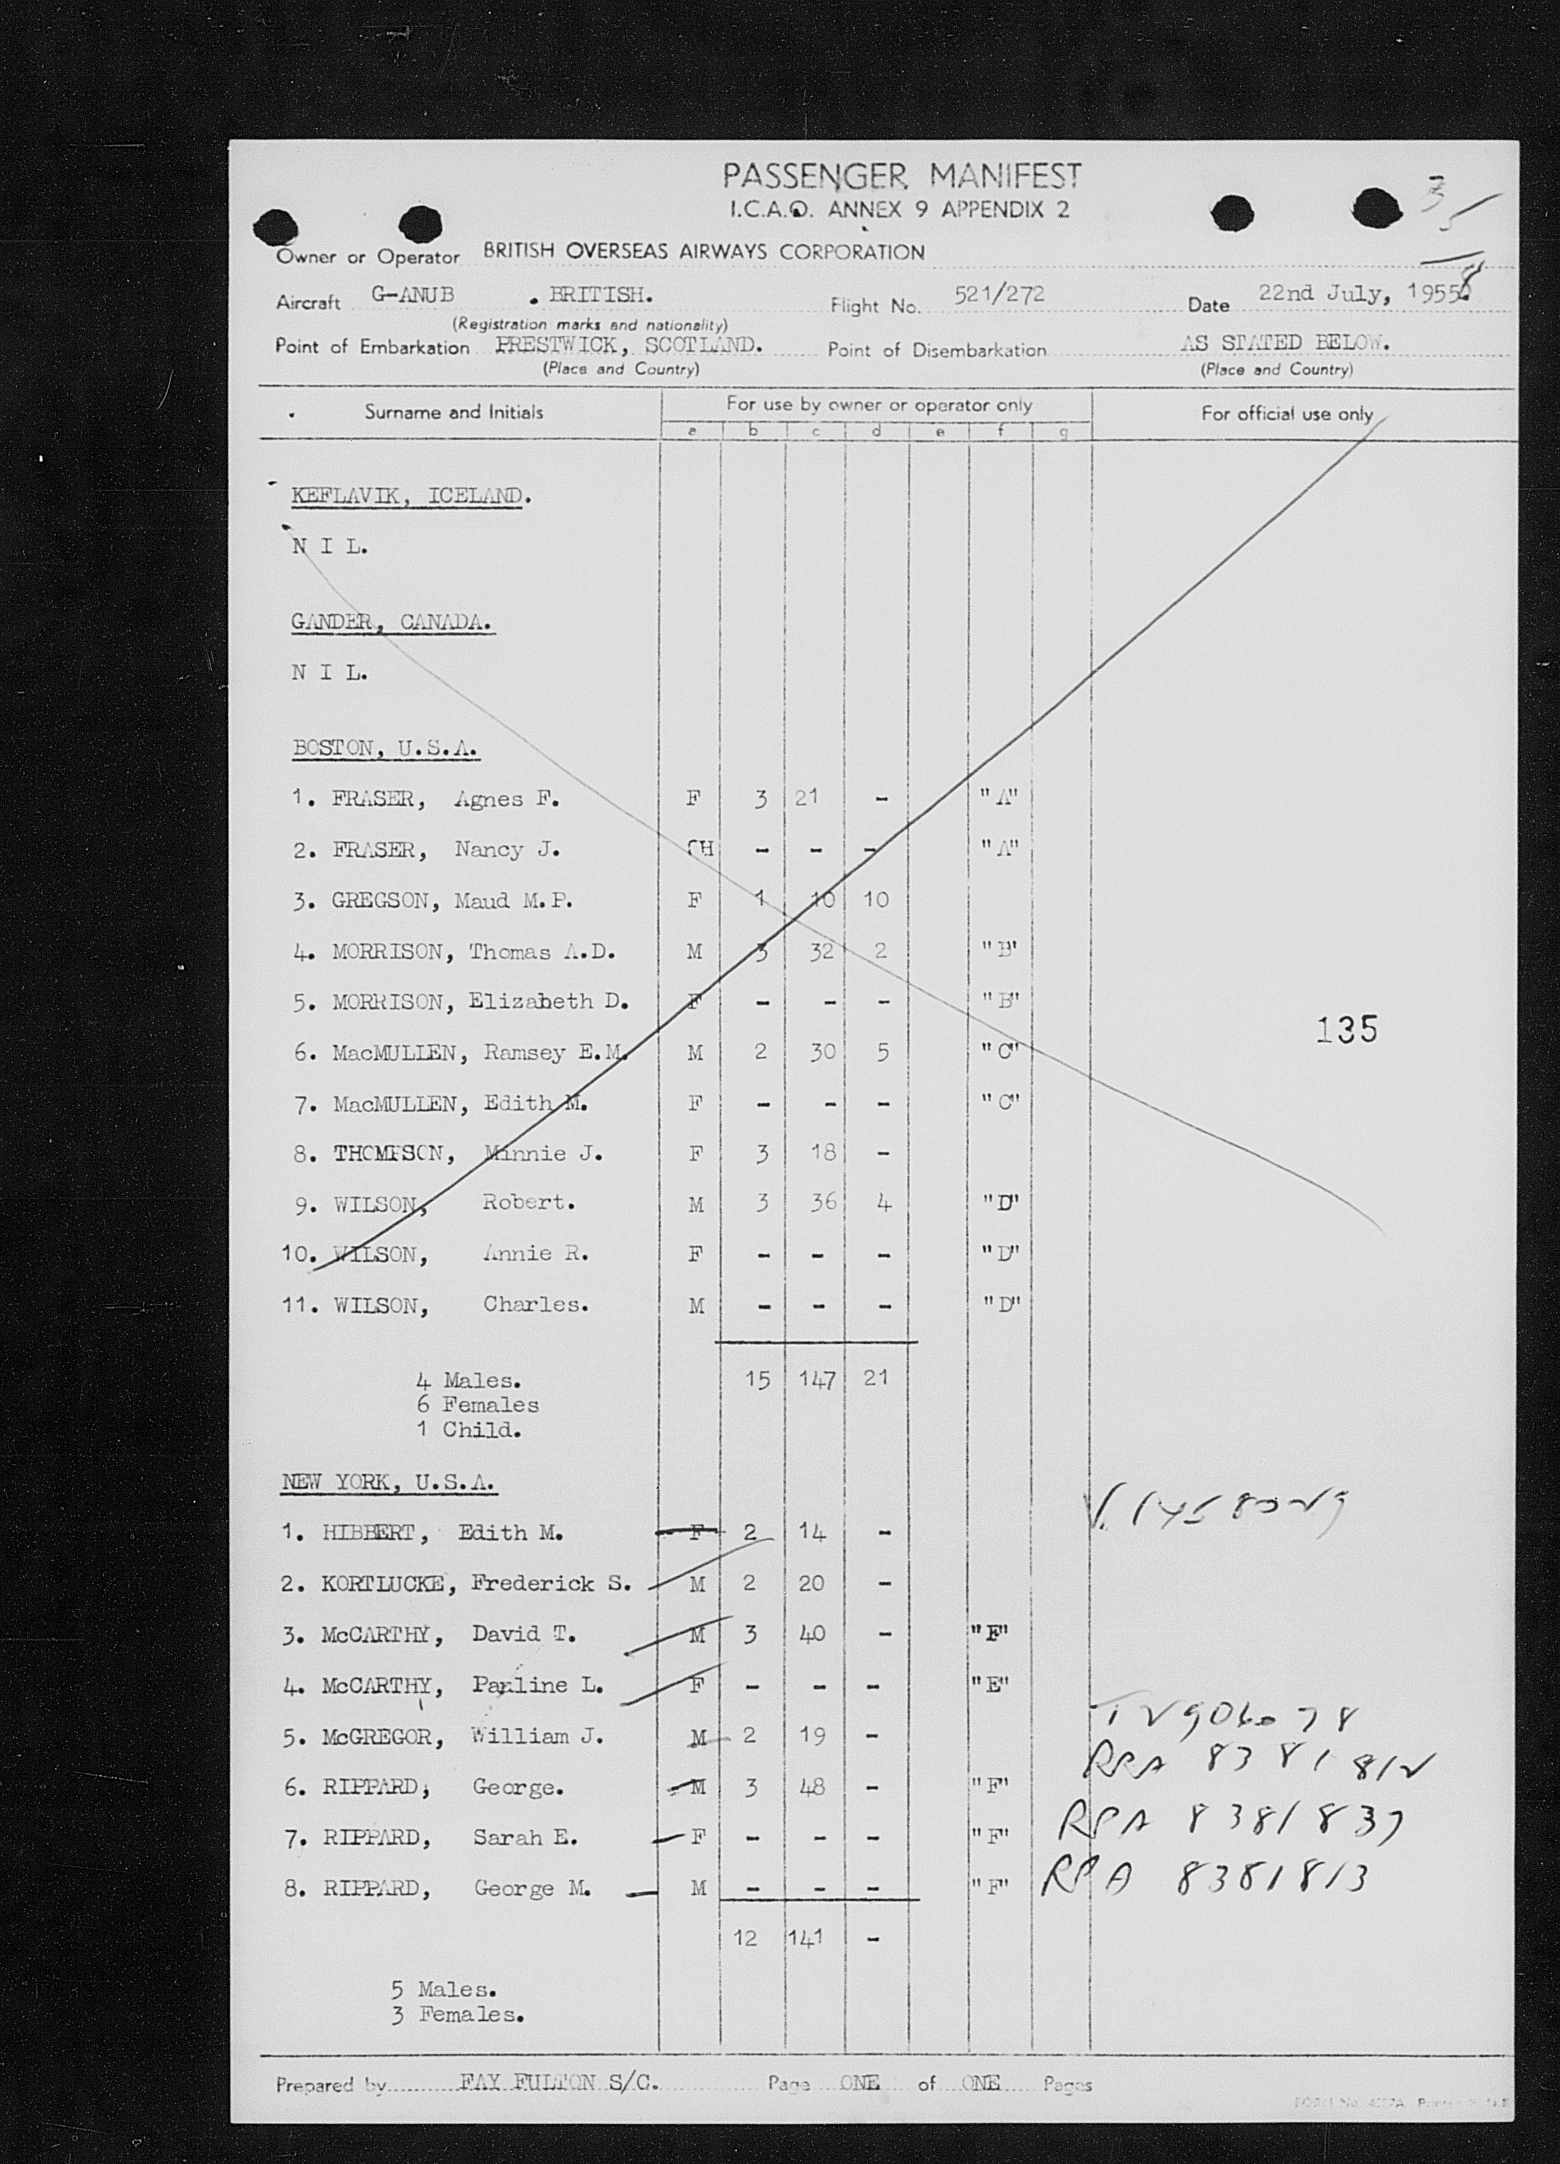 PASSENGER MANIFEST
I.C.A.O. ANNEX 9 APPENDIX 2
3
5
8
Owner or Operator BRITISH OVERSEAS AIRWAYS CORPORATION
Aircraft G-ANUB . BRITISH. Flight No. 521/272 Date 22nd July, 1955.
(Registration marks and nationality)
Point of Embarkation PRESTWICK, SCOTLAND. Point of Disembarkation AS STATED BELOW.
(Place and Country) (Place and Country)
Surname and Initials For use by owner or operator only For official use only
a b c d e f g
KEFLAVIK, ICELAND.
N I L.
GANDER, CANADA.
N I L.
BOSTON, U.S.A.
1. FRASER, Agnes F. F 3 21 - "A"
2. FRASER, Nancy J. CH - - - "A"
3. GREGSON, Maud M.P. F 1 10 10
4. MORRISON, Thomas A.D. M 3 32 2 "B"
5. MORRISON, Elizabeth D. F - - - "B"
135
6. MacMULLEN, Ramsey E.M. M 2 30 5 "C"
7. MacMULLEN, Edith M. F - - - "C"
8. THOMPSON, Minnie J. F 3 18 -
9. WILSON, Robert. M 3 36 4 "D"
10. WILSON, Annie R. F - - - "D"
11. WILSON, Charles. M - - - "D"
4 Males. 15 147 21
6 Females
1 Child.
NEW YORK, U.S.A.
1. HIBBERT, Edith M. F 2 14 -
2. KORTLUCKE, Frederick S. M 2 20 -
3. McCARTHY, David T. M 3 40 - "E"
4. McCARTHY, Pauline L. F - - - "E"
5. McGREGOR, William J. M 2 19 -
6. RIPPARD, George. M 3 48 - "F" RPA 8381812
7. RIPPARD, Sarah E. F - - - "F" RPA 8381837
8. RIPPARD, George M. M - - - "F" RPA 8381813
12 141 -
5 Males.
3 Females.
Prepared by FAY FULTON S/C. Page ONE of ONE Pages